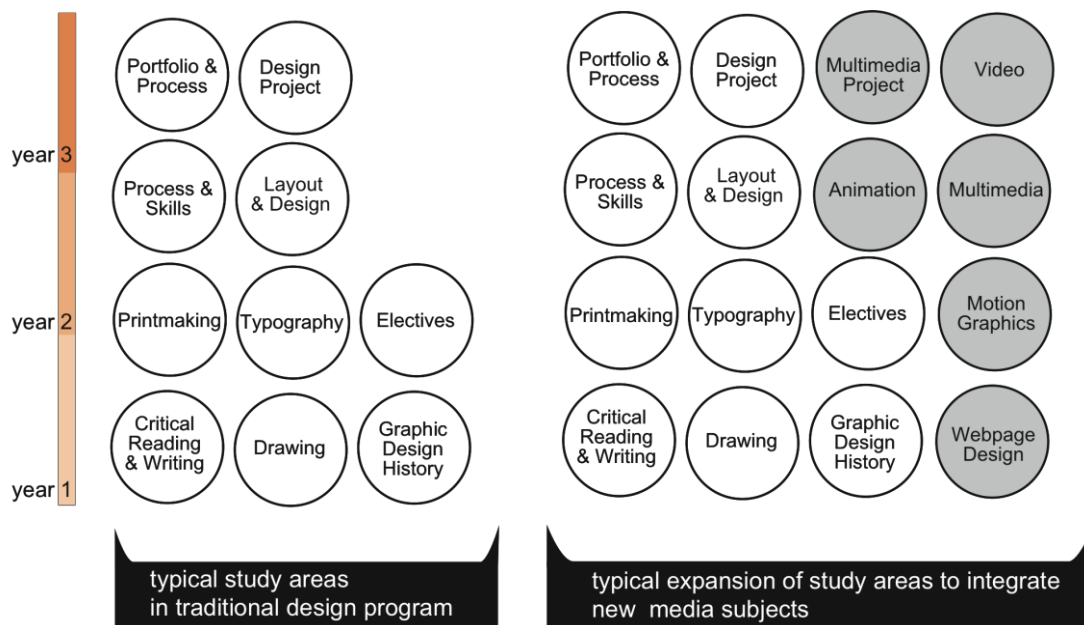 Portfolio &
Process
Design
Project
Portfolio &
Process
Design
Project
Multimedia
Project
Video
year 3
Process &
Skills
Layout
& Design
Process &
Skills
Layout
& Design
Animation
Multimedia
year 2
Printmaking
Typography
Electives
Printmaking
Typography
Electives
Motion
Graphics
Critical
Reading
& Writing
Drawing
Graphic
Design
History
Critical
Reading
& Writing
Drawing
Graphic
Design
History
Webpage
Design
year 1
typical study areas
in traditional design program
typical expansion of study areas to integrate
new media subjects